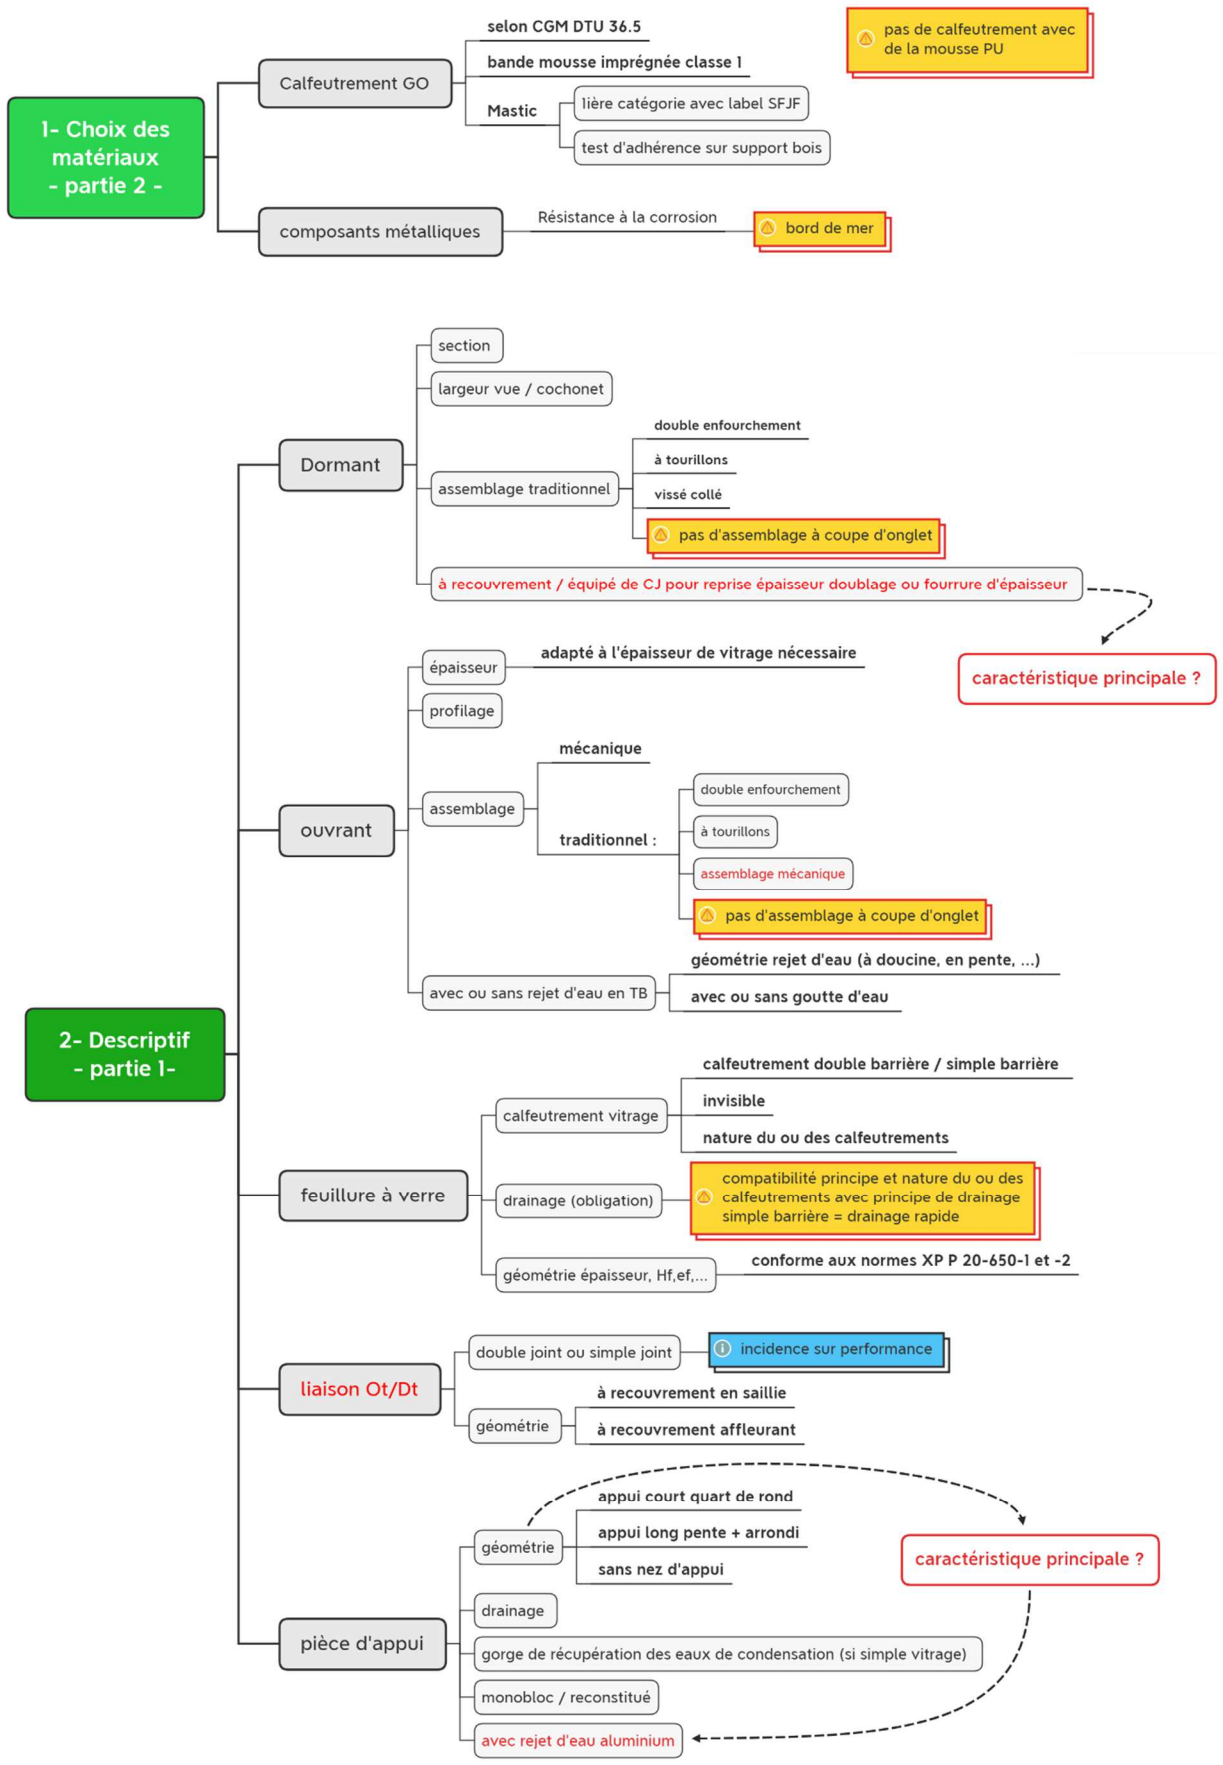 selon CGM DTU 36.5
pas de calfeutrement avec
de la mousse PU
bande mousse imprégnée classe 1
Calfeutrement GO
Mastic
1ière catégorie avec label SFJF
test d'adhérence sur support bois
1- Choix des
matériaux
- partie 2 -
composants métalliques
Résistance à la corrosion
bord de mer
section
largeur vue / cochonet
Dormant
assemblage traditionnel
double enfourchement
à tourillons
vissé collé
pas d'assemblage à coupe d'onglet
à recouvrement / équipé de CJ pour reprise épaisseur doublage ou fourrure d'épaisseur
caractéristique principale ?
épaisseur
adapté à l'épaisseur de vitrage nécessaire
profilage
ouvrant
assemblage
mécanique
traditionnel :
double enfourchement
à tourillons
assemblage mécanique
pas d'assemblage à coupe d'onglet
avec ou sans rejet d'eau en TB
géométrie rejet d'eau (à doucine, en pente, ...)
avec ou sans goutte d'eau
2- Descriptif
- partie 1-
feuillure à verre
calfeutrement vitrage
calfeutrement double barrière / simple barrière
invisible
nature du ou des calfeutrements
drainage (obligation)
compatibilité principe et nature du ou des
calfeutrements avec principe de drainage
simple barrière = drainage rapide
géométrie épaisseur, Hf,ef,...
conforme aux normes XP P 20-650-1 et -2
liaison Ot/Dt
double joint ou simple joint
incidence sur performance
géométrie
à recouvrement en saillie
à recouvrement affleurant
pièce d'appui
géométrie
appui court quart de rond
appui long pente + arrondi
sans nez d'appui
caractéristique principale ?
drainage
gorge de récupération des eaux de condensation (si simple vitrage)
monobloc / reconstitué
avec rejet d'eau aluminium